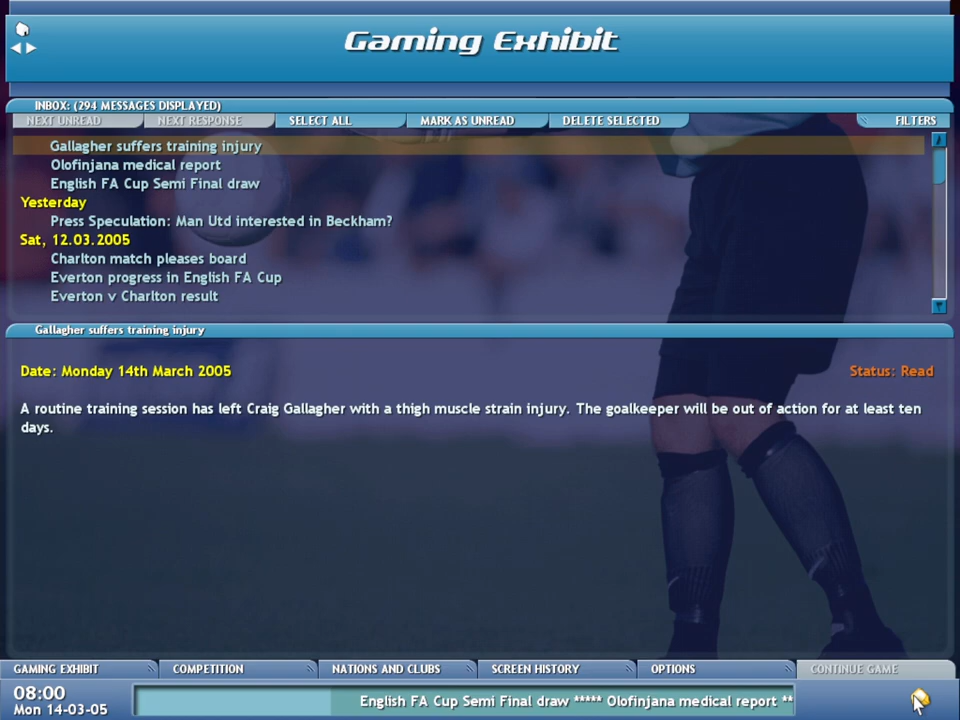 Gaming Exhibit
INBOX: (294 MESSAGES DISPLAYED)
NEXT UNREAD NEXT RESPONSE SELECT ALL MARK AS UNREAD DELETE SELECTED FILTERS
Gallagher suffers training injury
Olofinjana medical report
English FA Cup Semi Final draw
Yesterday
Press Speculation: Man Utd interested in Beckham?
Sat, 12.03.2005
Charlton match pleases board
Everton progress in English FA Cup
Everton v Charlton result
Gallagher suffers training injury
Date: Monday 14th March 2005 Status: Read
A routine training session has left Craig Gallagher with a thigh muscle strain injury. The goalkeeper will be out of action for at least ten
days.
GAMING EXHIBIT COMPETITION NATIONS AND CLUBS SCREEN HISTORY OPTIONS CONTINUE GAME
08:00
Mon 14-03-05
English FA Cup Semi Final draw ***** Olofinjana medical report **